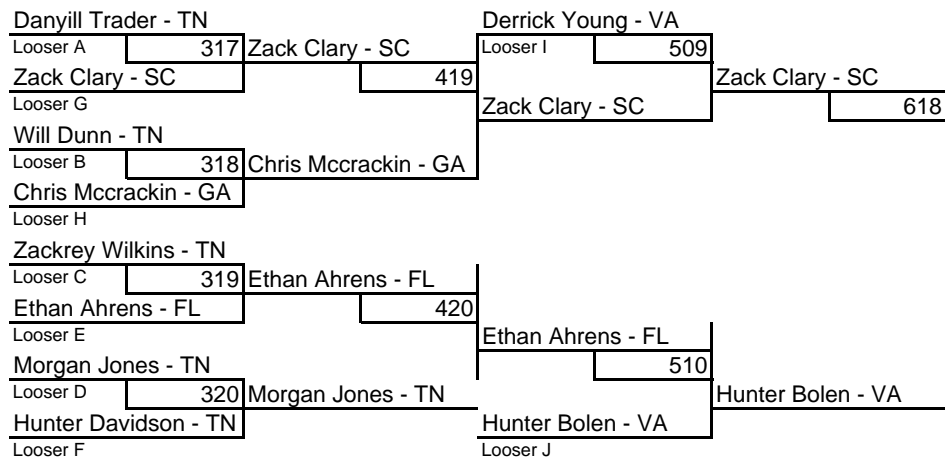 Danyill Trader - TN Derrick Young - VA
Looser A 317 Zack Clary - SC Looser I 509
Zack Clary - SC 419 Zack Clary - SC
Looser G Zack Clary - SC 618
Will Dunn - TN
Looser B 318 Chris Mccrackin - GA
Chris Mccrackin - GA
Looser H
Zackrey Wilkins - TN
Looser C 319 Ethan Ahrens - FL
Ethan Ahrens - FL 420
Looser E Ethan Ahrens - FL
Morgan Jones - TN 510
Looser D 320 Morgan Jones - TN Hunter Bolen - VA
Hunter Davidson - TN Hunter Bolen - VA
Looser F Looser J